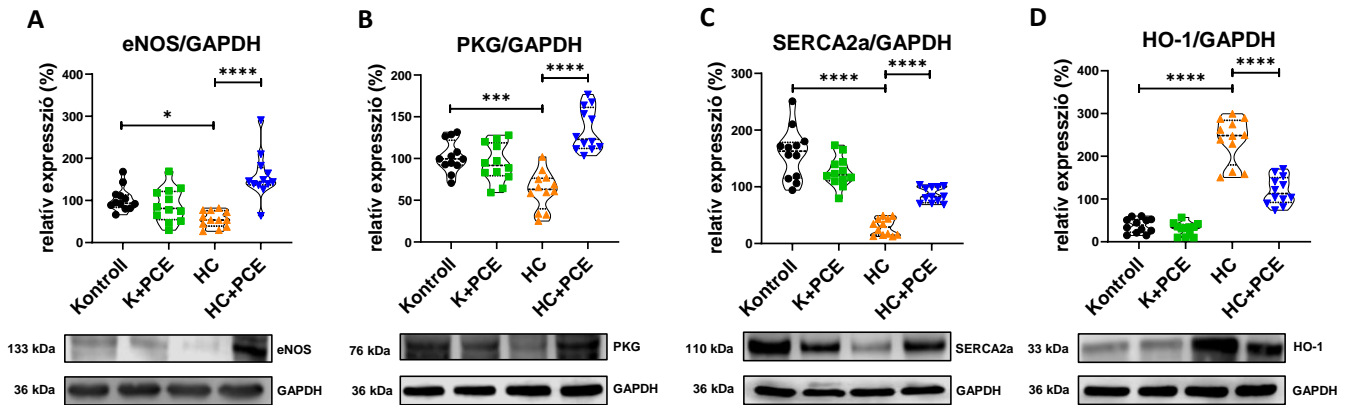 A
eNOS/GAPDH
relatív expresszió (%)
400
300
200
100
0
*
****
Kontroll
K+PCE
HC
HC+PCE
133 kDa
eNOS
36 kDa
GAPDH
B
PKG/GAPDH
relatív expresszió (%)
200
150
100
50
0
***
****
Kontroll
K+PCE
HC
HC+PCE
76 kDa
PKG
36 kDa
GAPDH
C
SERCA2a/GAPDH
relatív expresszió (%)
300
200
100
0
****
****
Kontroll
K+PCE
HC
HC+PCE
110 kDa
SERCA2a
36 kDa
GAPDH
D
HO-1/GAPDH
relatív expresszió (%)
400
300
200
100
0
****
****
Kontroll
K+PCE
HC
HC+PCE
33 kDa
HO-1
36 kDa
GAPDH